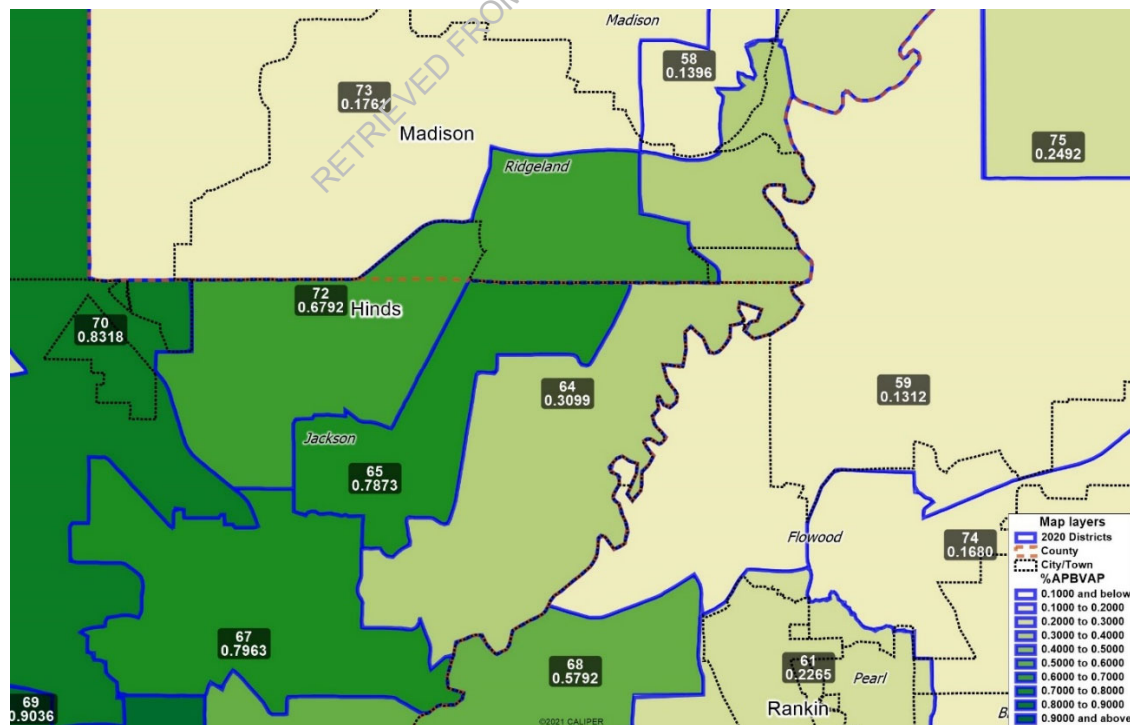 RETRIEVED FROM
Madison
58
0.1396
73
0.1761
Madison
75
0.2492
Ridgeland
72
0.6792
Hinds
70
0.8318
64
0.3099
59
0.1312
Jackson
65
0.7873
Flowood
74
0.1680
67
0.7963
68
0.5792
61
0.2265
Pearl
69
0.9036
Rankin
©2021 CALIPER
Map layers
2020 Districts
County
City/Town
%APBVAP
0.1000 and below
0.1000 to 0.2000
0.2000 to 0.3000
0.3000 to 0.4000
0.4000 to 0.5000
0.5000 to 0.6000
0.6000 to 0.7000
0.7000 to 0.8000
0.8000 to 0.9000
0.9000 and above